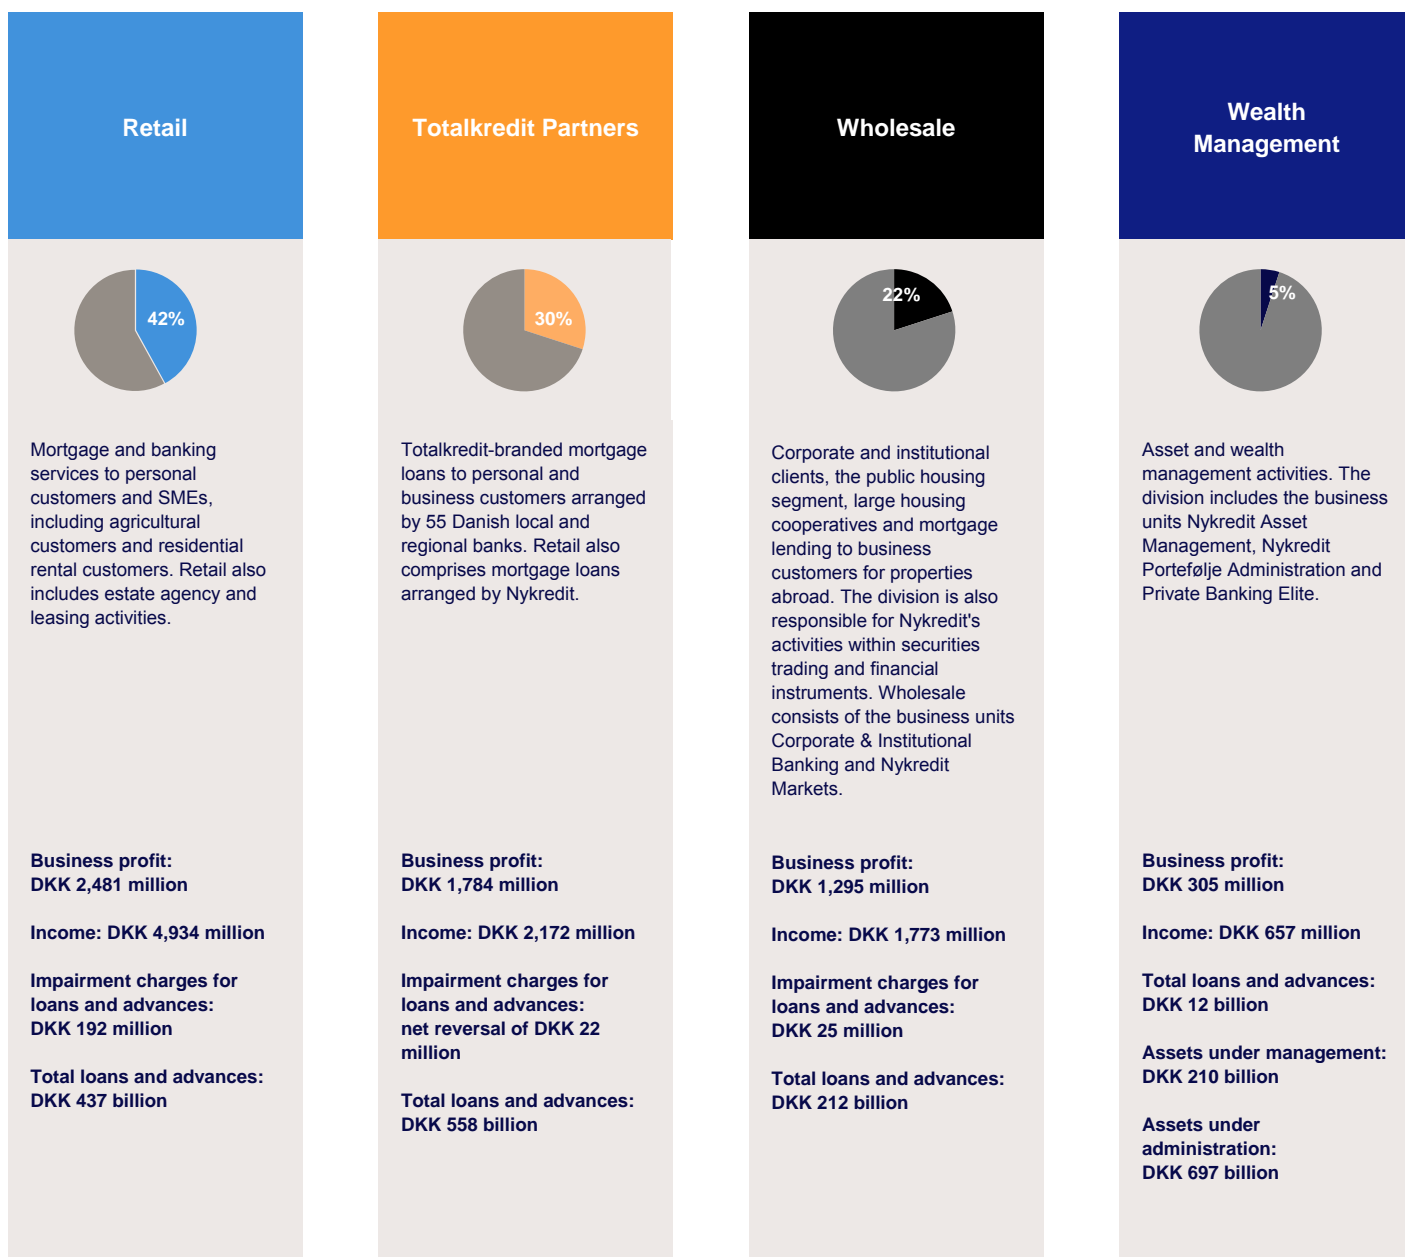 Retail
42%
Mortgage and banking
services to personal
customers and SMEs,
including agricultural
customers and residential
rental customers. Retail also
includes estate agency and
leasing activities.
Business profit:
DKK 2,481 million
Income: DKK 4,934 million
Impairment charges for
loans and advances:
DKK 192 million
Total loans and advances:
DKK 437 billion
Totalkredit Partners
30%
Totalkredit-branded mortgage
loans to personal and
business customers arranged
by 55 Danish local and
regional banks. Retail also
comprises mortgage loans
arranged by Nykredit.
Business profit:
DKK 1,784 million
Income: DKK 2,172 million
Impairment charges for
loans and advances:
net reversal of DKK 22
million
Total loans and advances:
DKK 558 billion
Wholesale
22%
Corporate and institutional
clients, the public housing
segment, large housing
cooperatives and mortgage
lending to business
customers for properties
abroad. The division is also
responsible for Nykredit's
activities within securities
trading and financial
instruments. Wholesale
consists of the business units
Corporate & Institutional
Banking and Nykredit
Markets.
Business profit:
DKK 1,295 million
Income: DKK 1,773 million
Impairment charges for
loans and advances:
DKK 25 million
Total loans and advances:
DKK 212 billion
Wealth
Management
5%
Asset and wealth
management activities. The
division includes the business
units Nykredit Asset
Management, Nykredit
Portefølje Administration and
Private Banking Elite.
Business profit:
DKK 305 million
Income: DKK 657 million
Total loans and advances:
DKK 12 billion
Assets under management:
DKK 210 billion
Assets under
administration:
DKK 697 billion